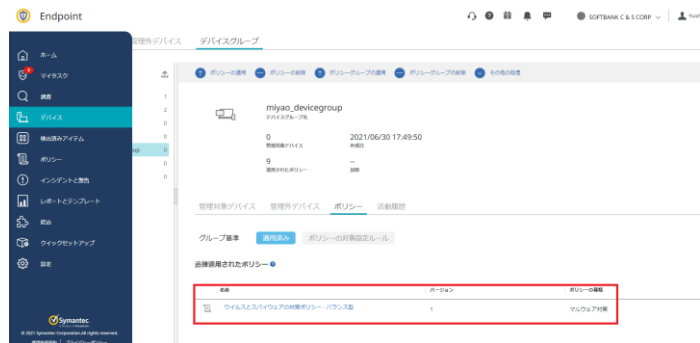 Endpoint
SOFTBANK C & S CORP
管理外デバイス デバイスグループ
ホーム
マイタスク
調査
デバイス
検出済みアイテム
ポリシー
インシデントと警告
レポートとテンプレート
統合
クイックセットアップ
設定
Symantec
© 2021 Symantec Corporation.All rights reserved.
1
2
0
0
0
0
0
ポリシーの適用 ポリシーの削除 ポリシーグループの適用 ポリシーグループの削除 その他の処理
miyao_devicegroup
デバイスグループ名
0 2021/06/30 17:49:50
管理対象デバイス 作成日
9 --
適用されたポリシー 説明
管理対象デバイス 管理外デバイス ポリシー 活動履歴
グループ基準 適用済み ポリシーの対象設定ルール
直接適用されたポリシー
名前 バージョン ポリシーの種類
ウイルスとスパイウェアの対策ポリシー - バランス型 1 マルウェア対策